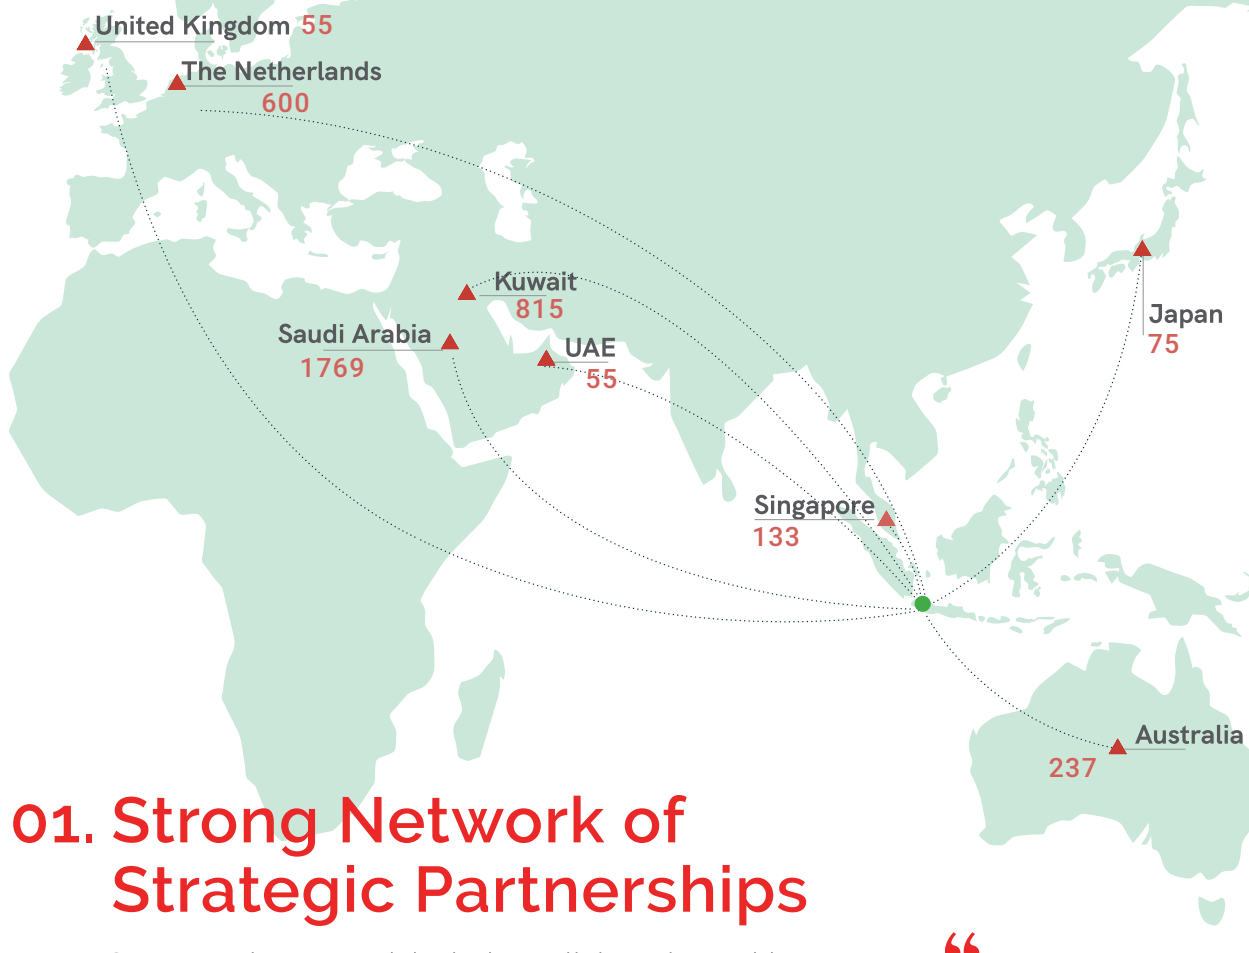 United Kingdom 55
The Netherlands
600
Kuwait
815
Saudi Arabia
1769
UAE
55
Japan
75
Singapore
133
Australia
237
01. Strong Network of
Strategic Partnerships
“